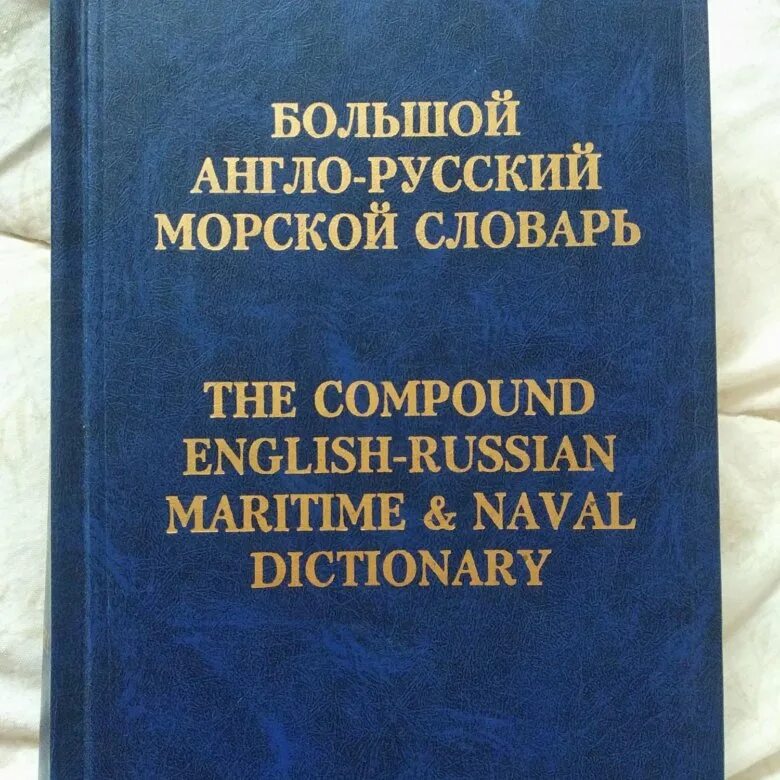 БОЛЬШОЙ
АНГЛО-РУССКИЙ
МОРСКОЙ СЛОВАРЬ
THE COMPOUND
ENGLISH-RUSSIAN
MARITIME & NAVAL
DICTIONARY